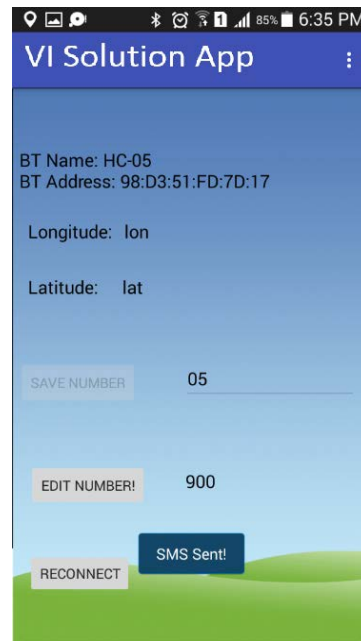 1 85% 6:35 PM
VI Solution App
BT Name: HC-05
BT Address: 98:D3:51:FD:7D:17
Longitude: lon
Latitude: lat
SAVE NUMBER 05
EDIT NUMBER! 900
SMS Sent!
RECONNECT